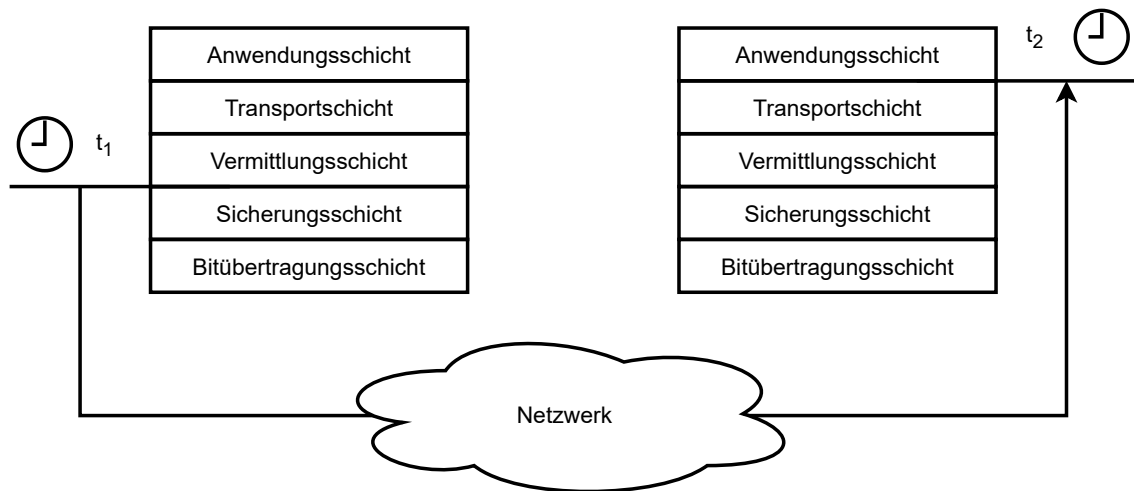 Anwendungsschicht
Transportschicht
Vermittlungsschicht
Sicherungsschicht
Bitübertragungsschicht
t1
Anwendungsschicht
Transportschicht
Vermittlungsschicht
Sicherungsschicht
Bitübertragungsschicht
t2
Netzwerk